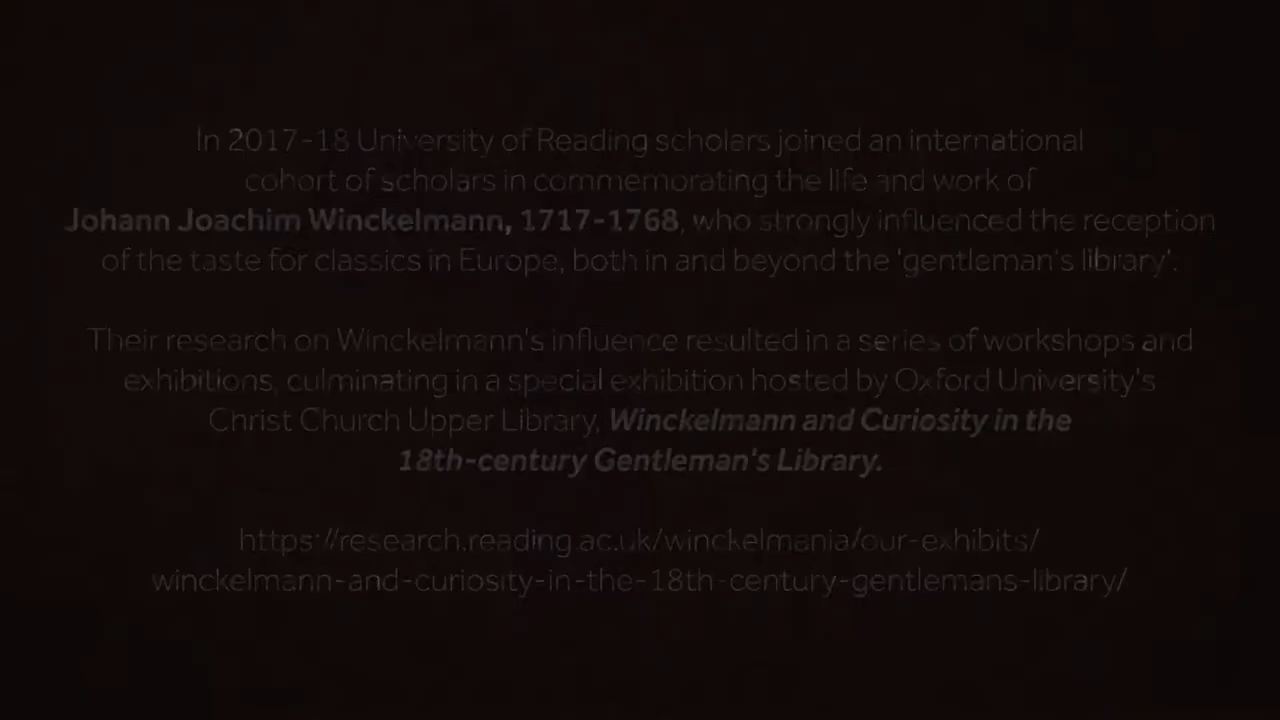 In 2017-18 University of Reading scholars joined an international
cohort of scholars in commemorating the life and work of
Johann Joachim Winckelmann, 1717-1768, who strongly influenced the reception
of the taste for classics in Europe, both in and beyond the 'gentleman's library'.
Their research on Winckelmann's influence resulted in a series of workshops and
exhibitions, culminating in a special exhibition hosted by Oxford University's
Christ Church Upper Library, Winckelmann and Curiosity in the
18th-century Gentleman's Library.
https://research.reading.ac.uk/winckelmania/our-exhibits/
winckelmann-and-curiosity-in-the-18th-century-gentlemans-library/